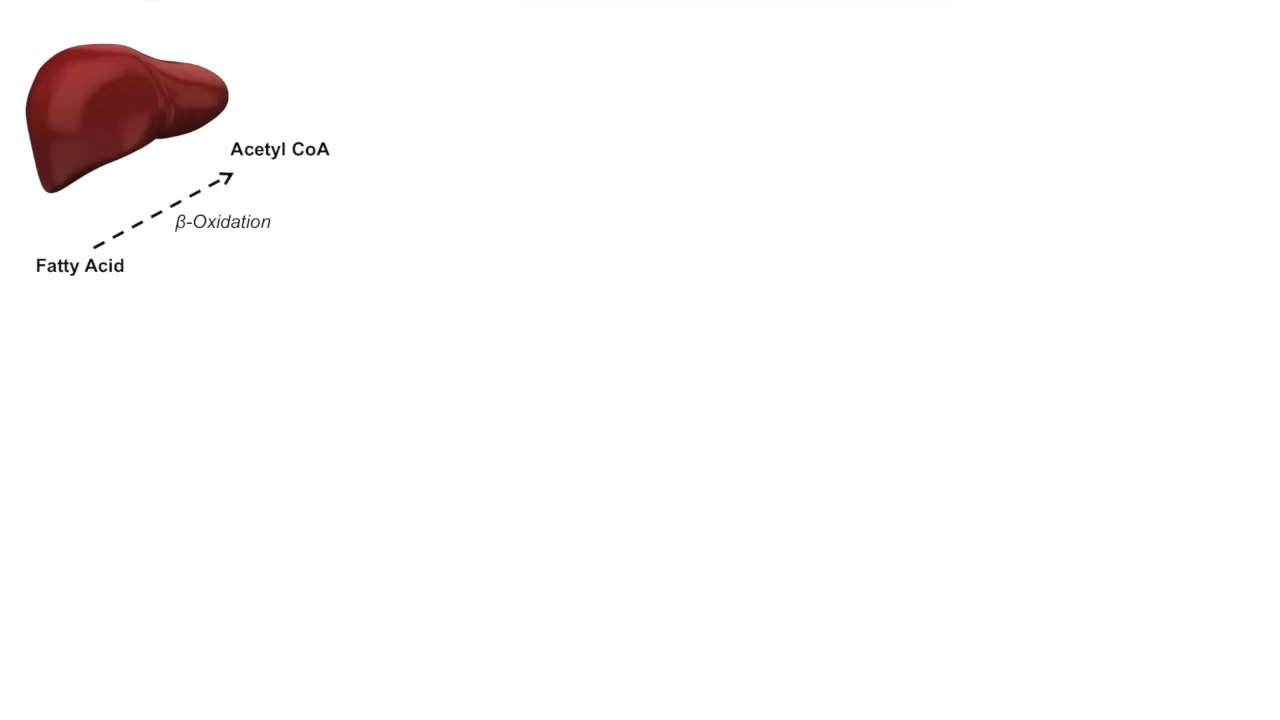 Acetyl CoA
β-Oxidation
Fatty Acid